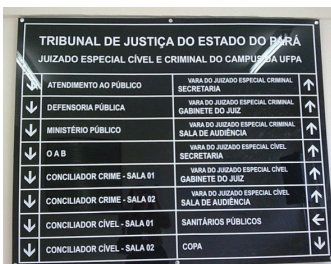 TRIBUNAL DE JUSTIÇA DO ESTADO DO PARÁ
JUIZADO ESPECIAL CÍVEL E CRIMINAL DO CAMPUS DA UFPA
ATENDIMENTO AO PÚBLICO
VARA DO JUIZADO ESPECIAL CRIMINAL
SECRETARIA
DEFENSORIA PÚBLICA
VARA DO JUIZADO ESPECIAL CRIMINAL
GABINETE DO JUIZ
MINISTÉRIO PÚBLICO
VARA DO JUIZADO ESPECIAL CRIMINAL
SALA DE AUDIÊNCIA
O A B
VARA DO JUIZADO ESPECIAL CÍVEL
SECRETARIA
CONCILIADOR CRIME - SALA 01
VARA DO JUIZADO ESPECIAL CÍVEL
GABINETE DO JUIZ
CONCILIADOR CRIME - SALA 02
VARA DO JUIZADO ESPECIAL CÍVEL
SALA DE AUDIÊNCIA
CONCILIADOR CÍVEL - SALA 01
SANITÁRIOS PÚBLICOS
CONCILIADOR CÍVEL - SALA 02
COPA